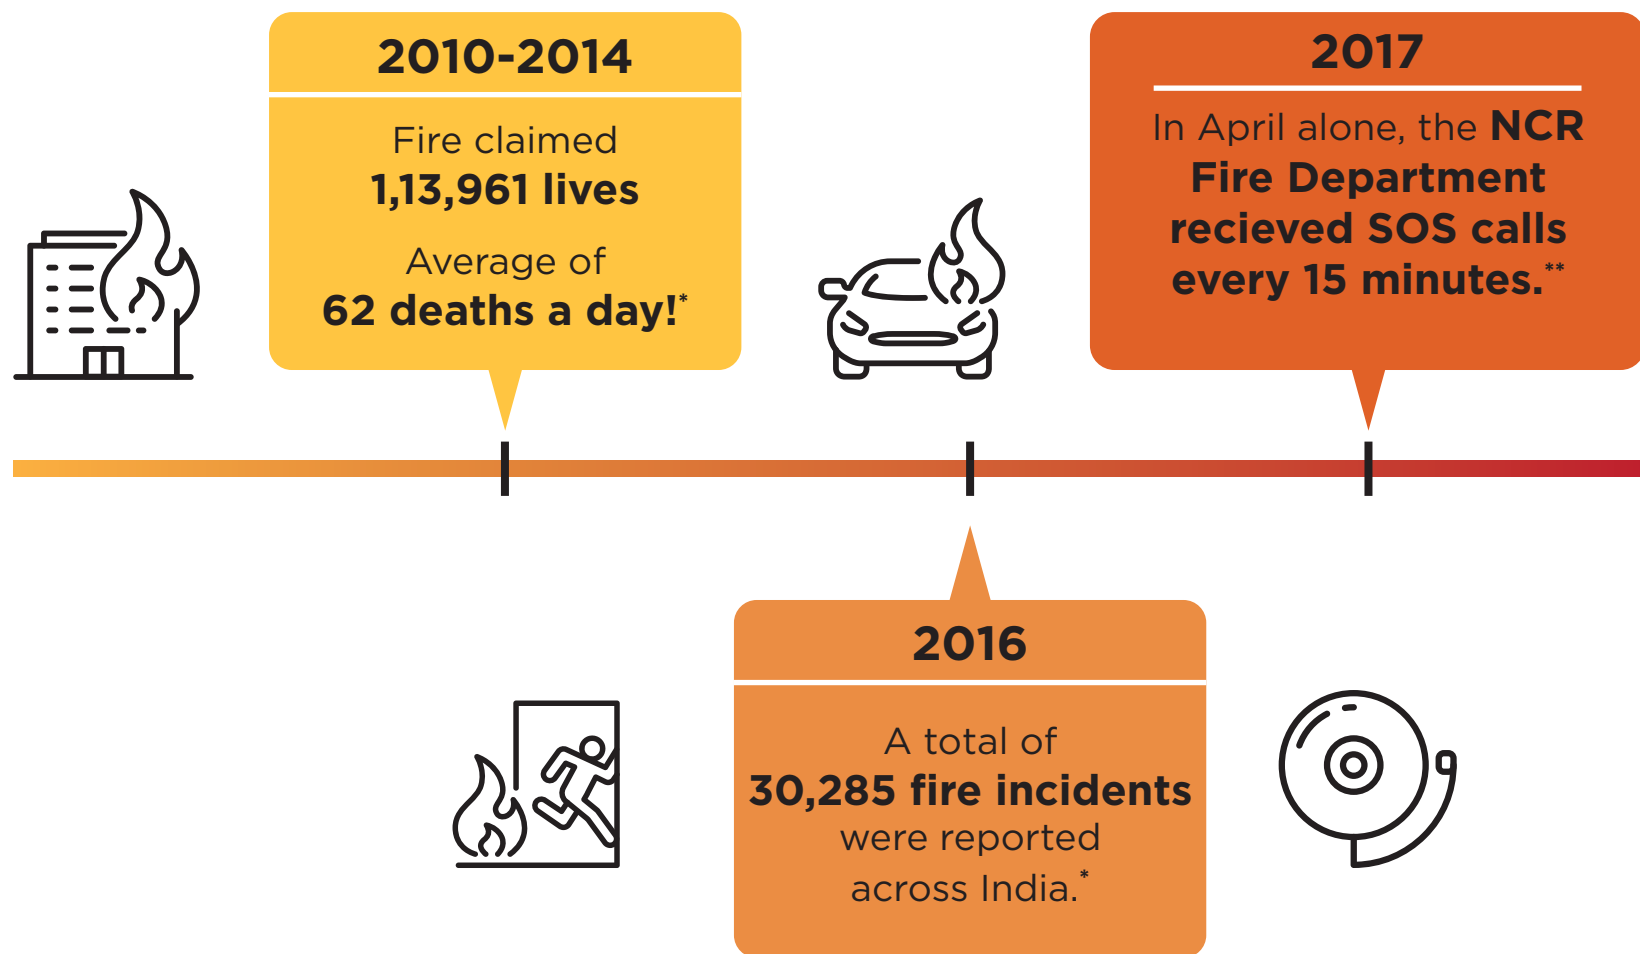 2010-2014
Fire claimed
1,13,961 lives
Average of
62 deaths a day!*
2017
In April alone, the NCR
Fire Department
recieved SOS calls
every 15 minutes.**
2016
A total of
30,285 fire incidents
were reported
across India.*